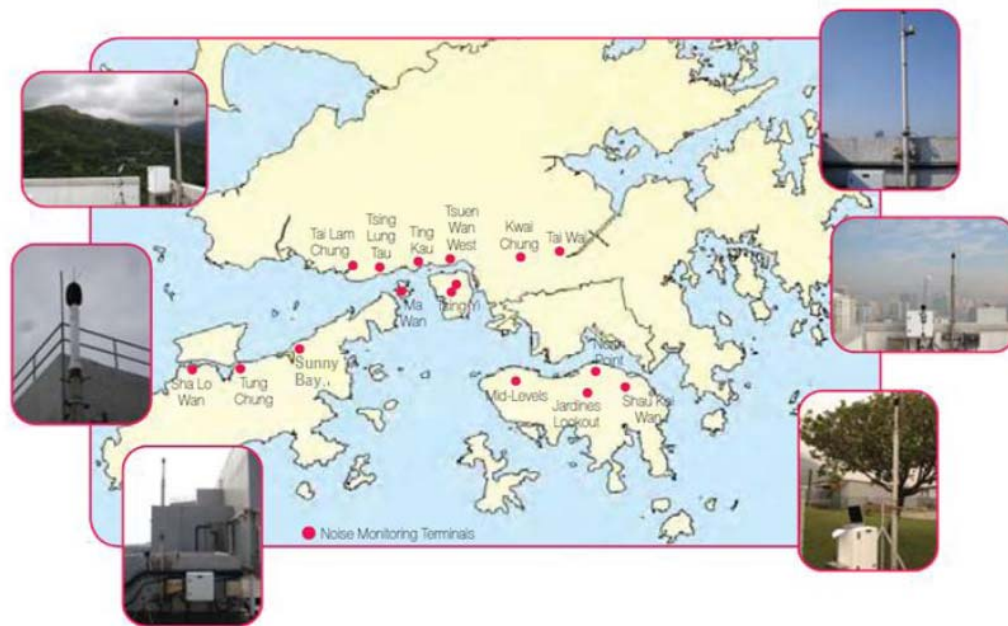 Tai Lam
Chung
Tsing
Lung
Tau
Ting
Kau
Tsuen
Wan
West
Kwai
Chung
Tai Wai
Ma
Wan
Tsing Yi
Sunny
Bay
Sha Lo
Wan
Tung
Chung
North
Point
Mid-Levels
Jardines
Lookout
Shau Kei
Wan
Noise Monitoring Terminals